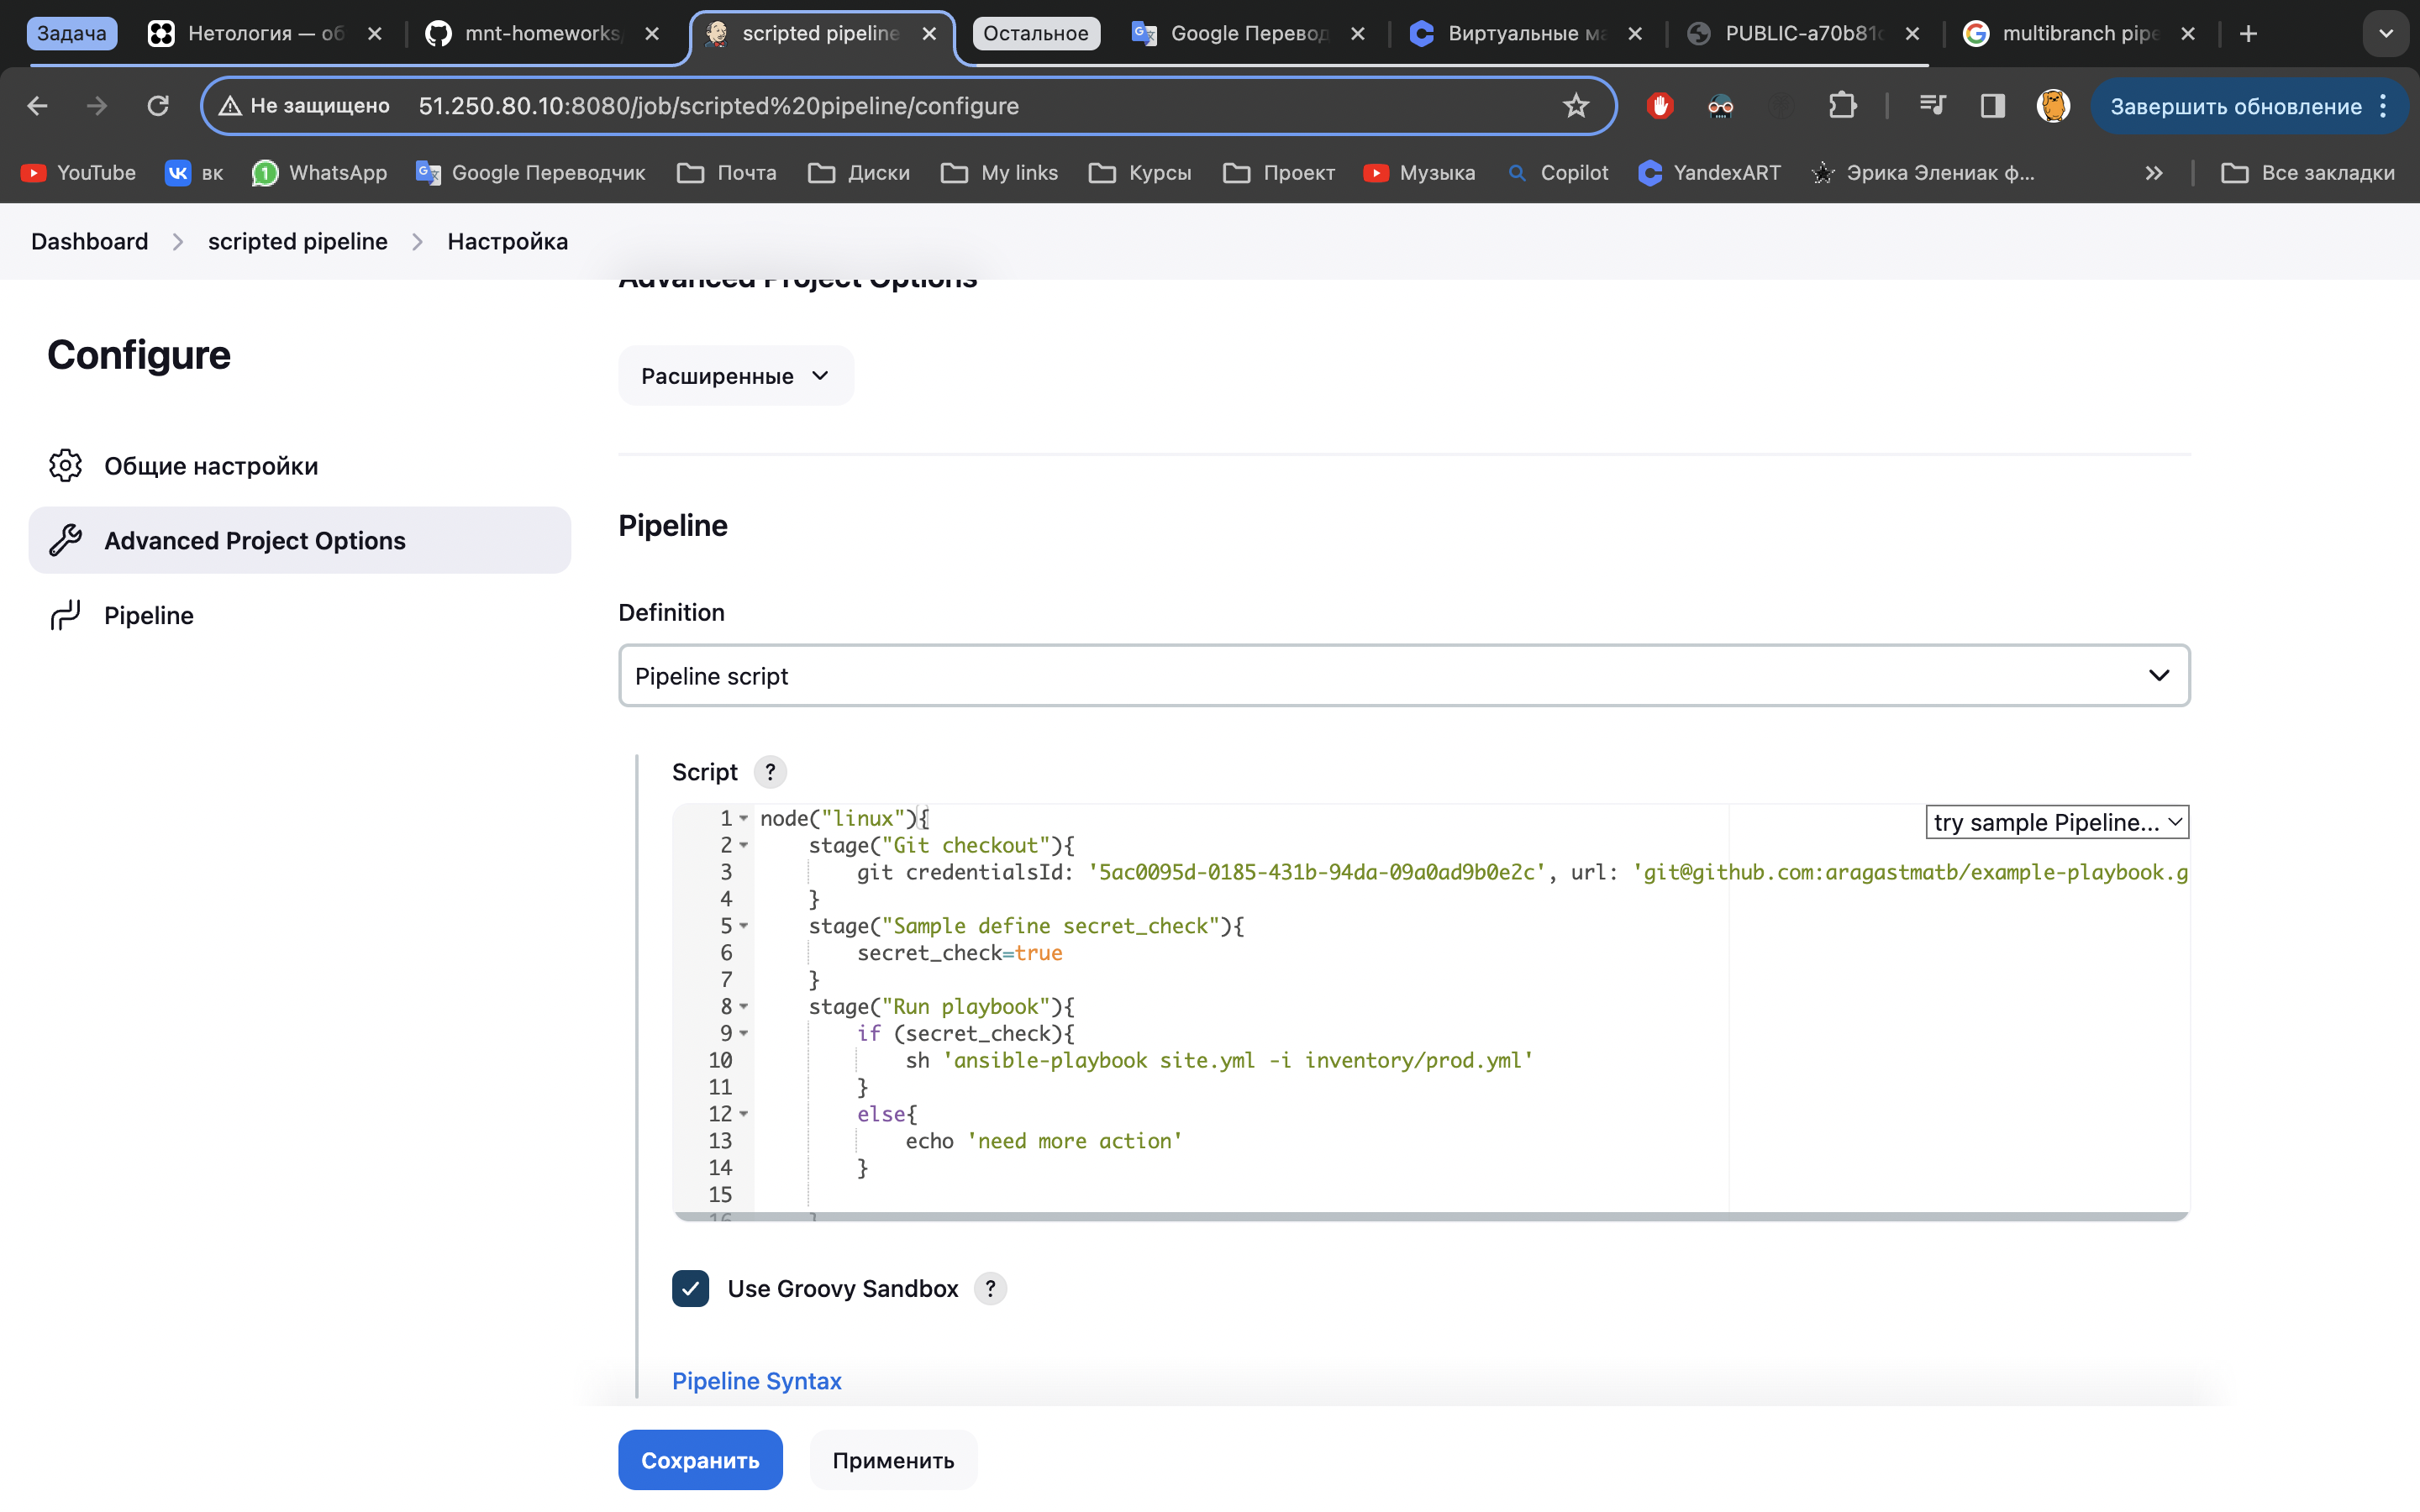 Задача
Нетология — об
mnt-homeworks
scripted pipeline
Остальное
Google Перевод
Виртуальные ма
PUBLIC-a70b81c
multibranch pipe
Не защищено
51.250.80.10:8080/job/scripted%20pipeline/configure
Завершить обновление
YouTube
вк
WhatsApp
Google Переводчик
Почта
Диски
My links
Курсы
Проект
Музыка
Copilot
YandexART
Эрика Элениак ф...
Все закладки
Dashboard
scripted pipeline
Настройка
Advanced Project Options
Configure
Расширенные
Общие настройки
Advanced Project Options
Pipeline
Pipeline
Definition
Pipeline script
Script ?
try sample Pipeline...
1 node("linux"){
2 stage("Git checkout"){
3 git credentialsId: '5ac0095d-0185-431b-94da-09a0ad9b0e2c', url: 'git@github.com:aragastmatb/example-playbook.g
4 }
5 stage("Sample define secret_check"){
6 secret_check=true
7 }
8 stage("Run playbook"){
9 if (secret_check){
10 sh 'ansible-playbook site.yml -i inventory/prod.yml'
11 }
12 else{
13 echo 'need more action'
14 }
15
16 }
Use Groovy Sandbox ?
Pipeline Syntax
Сохранить
Применить